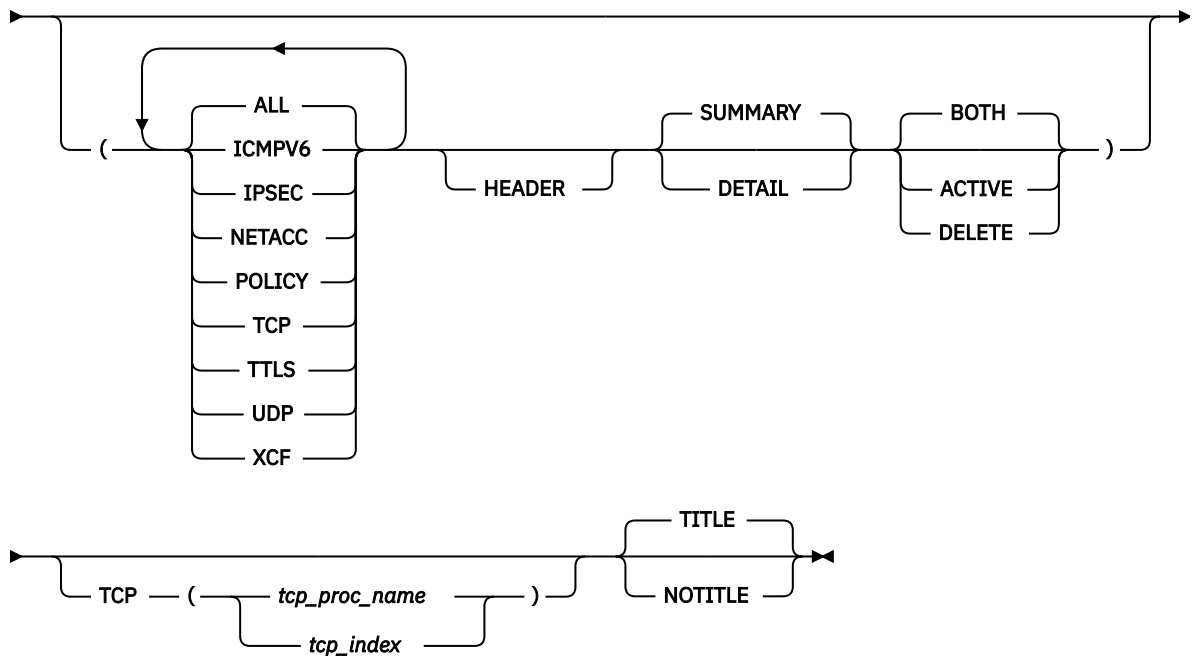 ALL
SUMMARY BOTH
( ICMPV6 )
IPSEC HEADER DETAIL ACTIVE
NETACC DELETE
POLICY
TCP
TTLS
UDP
XCF
TITLE
TCP ( tcp_proc_name ) NOTITLE
tcp_index